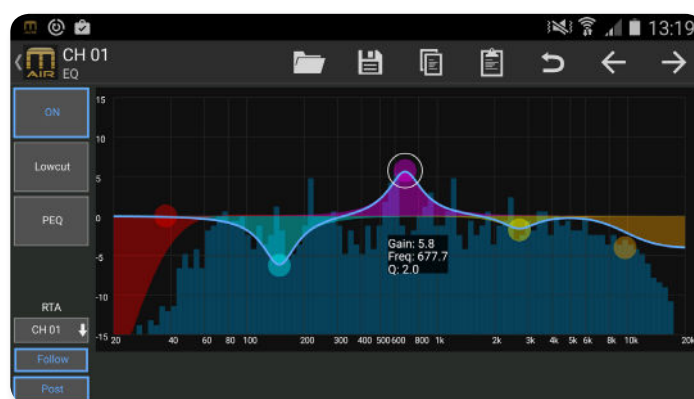 13:19
M AIR
CH 01
EQ
ON
Lowcut
PEQ
RTA
CH 01
Follow
Post
15
10
5
0
-5
-10
-15
Gain: 5.8
Freq: 677.7
Q: 2.0
20 40 60 80 100 200 300 400 500 600 800 1k 2k 3k 4k 5k 6k 8k 10k 20k